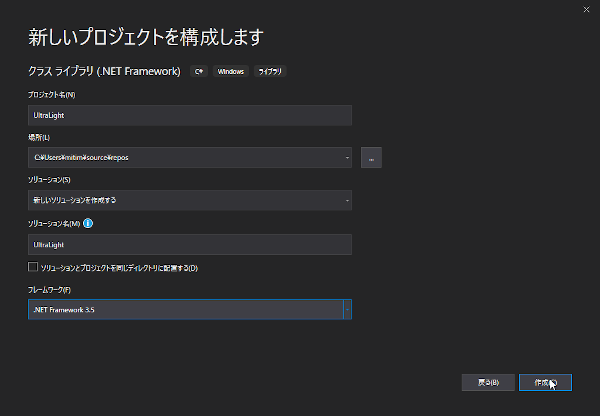 新しいプロジェクトを構成します
クラス ライブラリ (.NET Framework) C# Windows ライブラリ
プロジェクト名(N)
UltraLight
場所(L)
C:¥Users¥mitim¥source¥repos
...
ソリューション(S)
新しいソリューションを作成する
ソリューション名(M)
UltraLight
ソリューションとプロジェクトを同じディレクトリに配置する(D)
フレームワーク(F)
.NET Framework 3.5
戻る(B) 作成(C)